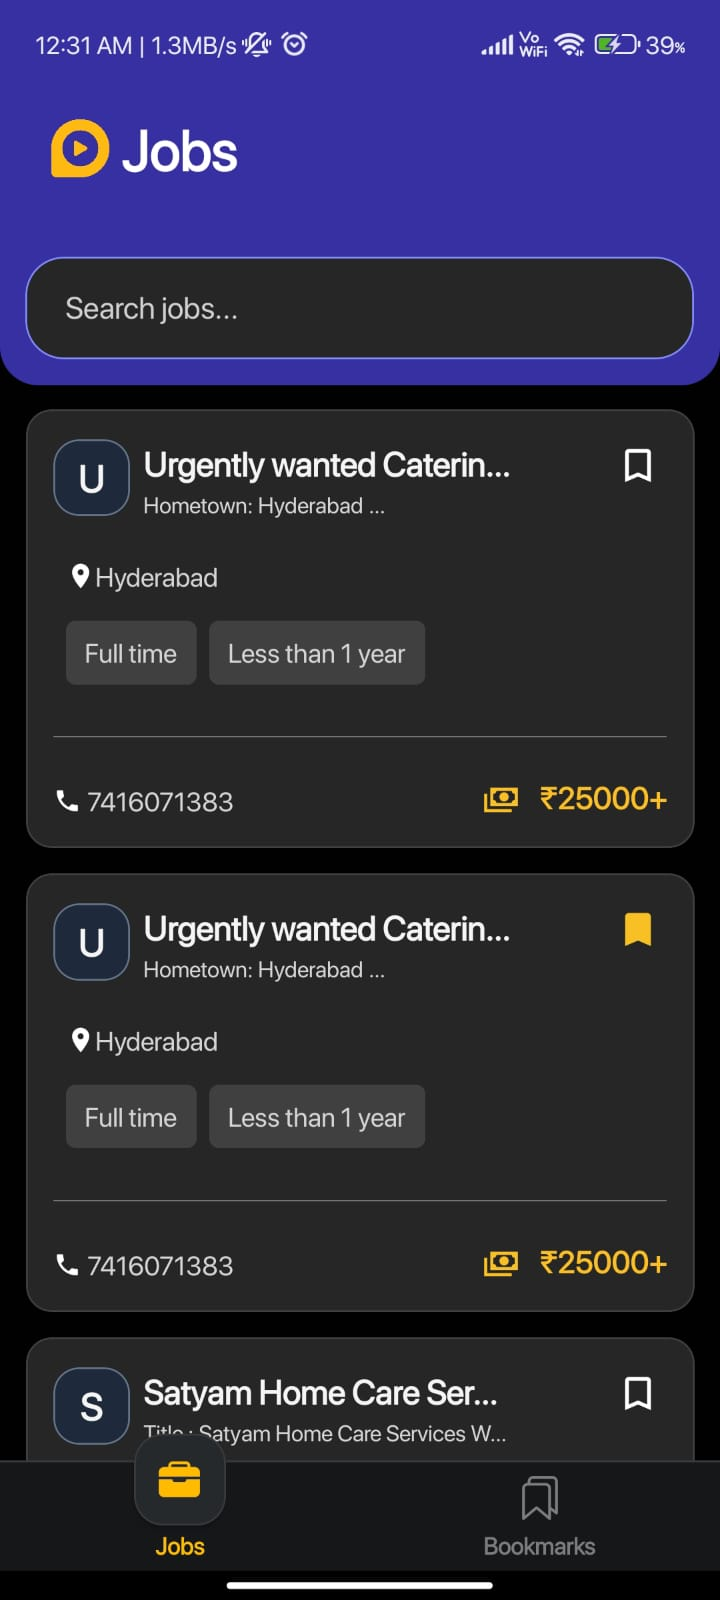 12:31 AM | 1.3MB/s Vo WiFi 39%
Jobs
Search jobs...
U Urgently wanted Caterin...
Hometown: Hyderabad ...
Hyderabad
Full time Less than 1 year
7416071383 ₹25000+
U Urgently wanted Caterin...
Hometown: Hyderabad ...
Hyderabad
Full time Less than 1 year
7416071383 ₹25000+
S Satyam Home Care Ser...
Title : Satyam Home Care Services W...
Jobs Bookmarks